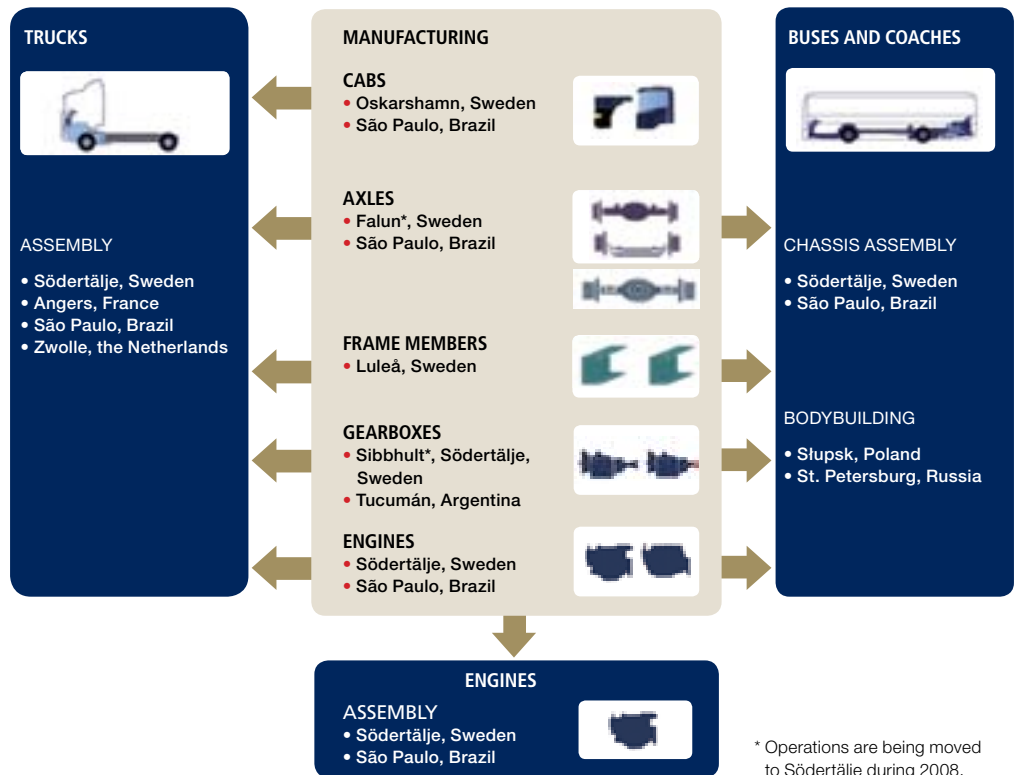 TRUCKS
ASSEMBLY
• Södertälje, Sweden
• Angers, France
• São Paulo, Brazil
• Zwolle, the Netherlands
MANUFACTURING
CABS
• Oskarshamn, Sweden
• São Paulo, Brazil
AXLES
• Falun*, Sweden
• São Paulo, Brazil
FRAME MEMBERS
• Luleå, Sweden
GEARBOXES
• Sibbhult*, Södertälje,
Sweden
• Tucumán, Argentina
ENGINES
• Södertälje, Sweden
• São Paulo, Brazil
BUSES AND COACHES
CHASSIS ASSEMBLY
• Södertälje, Sweden
• São Paulo, Brazil
BODYBUILDING
• Słupsk, Poland
• St. Petersburg, Russia
ENGINES
ASSEMBLY
• Södertälje, Sweden
• São Paulo, Brazil
* Operations are being moved
to Södertälje during 2008.